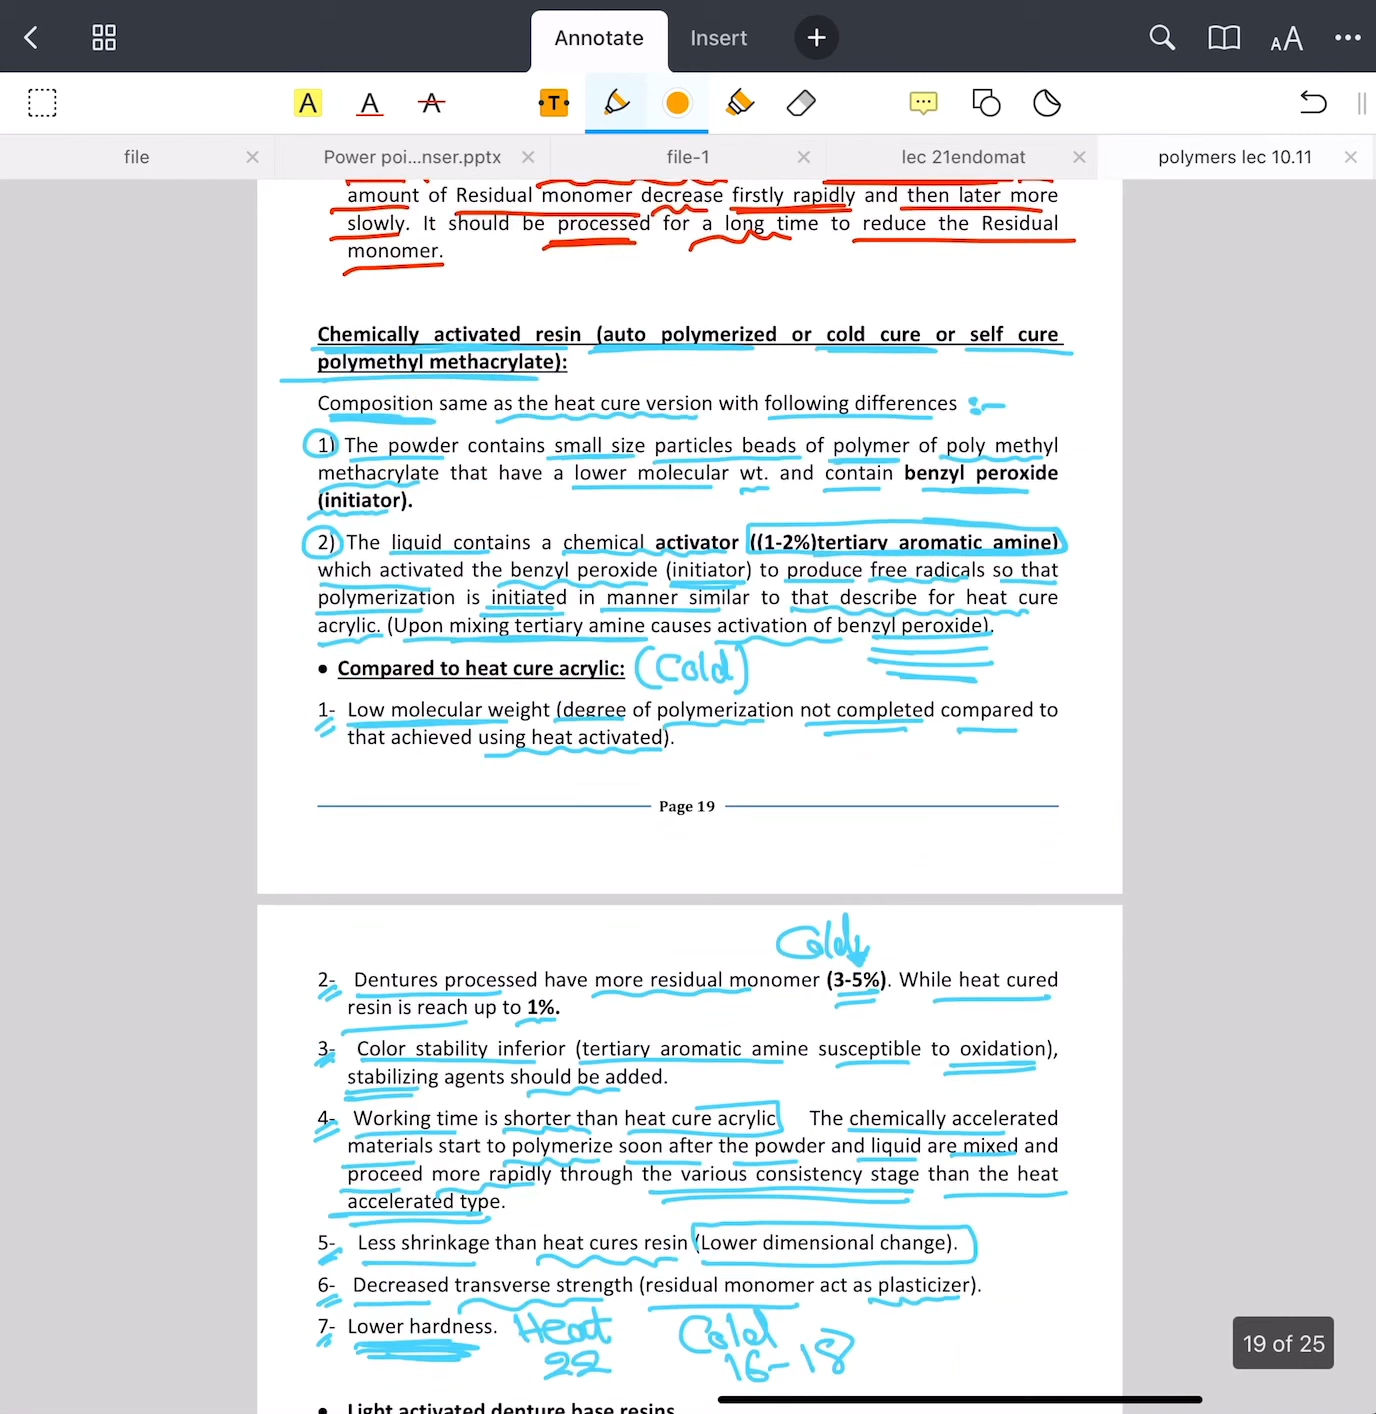 Annotate
Insert
+
A
A
A
A
A
T
file
Power poi...nser.pptx
file-1
lec 21endomat
polymers lec 10.11
amount of Residual monomer decrease firstly rapidly and then later more
slowly. It should be processed for a long time to reduce the Residual
monomer.
Chemically activated resin (auto polymerized or cold cure or self cure
polymethyl methacrylate):
Composition same as the heat cure version with following differences :-
1) The powder contains small size particles beads of polymer of poly methyl
methacrylate that have a lower molecular wt. and contain benzyl peroxide
(initiator).
2) The liquid contains a chemical activator ((1-2%)tertiary aromatic amine)
which activated the benzyl peroxide (initiator) to produce free radicals so that
polymerization is initiated in manner similar to that describe for heat cure
acrylic. (Upon mixing tertiary amine causes activation of benzyl peroxide).
• Compared to heat cure acrylic: (Cold)
1- Low molecular weight (degree of polymerization not completed compared to
that achieved using heat activated).
Page 19
Cold
2- Dentures processed have more residual monomer (3-5%). While heat cured
resin is reach up to 1%.
3- Color stability inferior (tertiary aromatic amine susceptible to oxidation),
stabilizing agents should be added.
4- Working time is shorter than heat cure acrylic The chemically accelerated
materials start to polymerize soon after the powder and liquid are mixed and
proceed more rapidly through the various consistency stage than the heat
accelerated type.
5- Less shrinkage than heat cures resin (Lower dimensional change).
6- Decreased transverse strength (residual monomer act as plasticizer).
7- Lower hardness. Heat Cold
22 16-18
19 of 25
• Light activated denture base resins